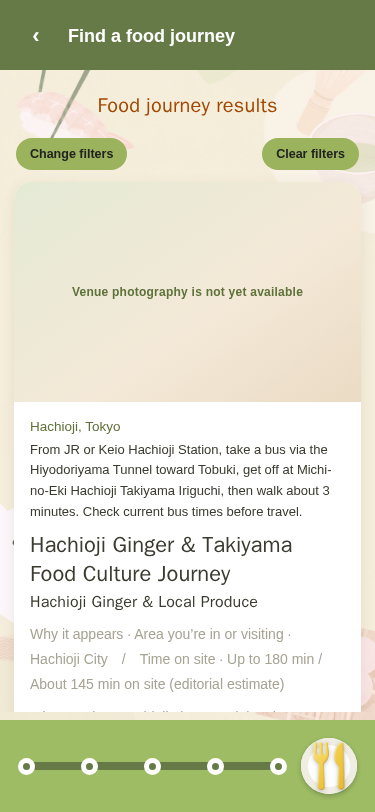 ‹ Find a food journey
Food journey results
Change filters
Clear filters
Venue photography is not yet available
Hachioji, Tokyo
From JR or Keio Hachioji Station, take a bus via the
Hiyodoriyama Tunnel toward Tobuki, get off at Michi-
no-Eki Hachioji Takiyama Iriguchi, then walk about 3
minutes. Check current bus times before travel.
Hachioji Ginger & Takiyama
Food Culture Journey
Hachioji Ginger & Local Produce
Why it appears · Area you’re in or visiting ·
Hachioji City / Time on site · Up to 180 min /
About 145 min on site (editorial estimate)